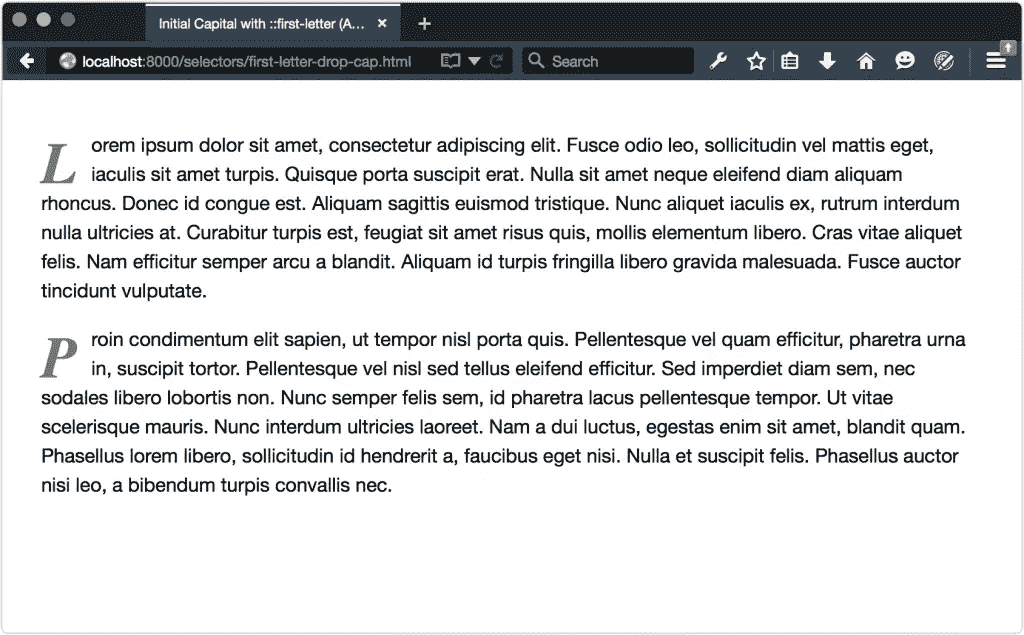 Initial Capital with ::first-letter (A...
localhost:8000/selectors/first-letter-drop-cap.html
Search
Lorem ipsum dolor sit amet, consectetur adipiscing elit. Fusce odio leo, sollicitudin vel mattis eget,
iaculis sit amet turpis. Quisque porta suscipit erat. Nulla sit amet neque eleifend diam aliquam
rhoncus. Donec id congue est. Aliquam sagittis euismod tristique. Nunc aliquet iaculis ex, rutrum interdum
nulla ultricies at. Curabitur turpis est, feugiat sit amet risus quis, mollis elementum libero. Cras vitae aliquet
felis. Nam efficitur semper arcu a blandit. Aliquam id turpis fringilla libero gravida malesuada. Fusce auctor
tincidunt vulputate.
Proin condimentum elit sapien, ut tempor nisl porta quis. Pellentesque vel quam efficitur, pharetra urna
in, suscipit tortor. Pellentesque vel nisl sed tellus eleifend efficitur. Sed imperdiet diam sem, nec
sodales libero lobortis non. Nunc semper felis sem, id pharetra lacus pellentesque tempor. Ut vitae
scelerisque mauris. Nunc interdum ultricies laoreet. Nam a dui luctus, egestas enim sit amet, blandit quam.
Phasellus lorem libero, sollicitudin id hendrerit a, faucibus eget nisi. Nulla et suscipit felis. Phasellus auctor
nisi leo, a bibendum turpis convallis nec.